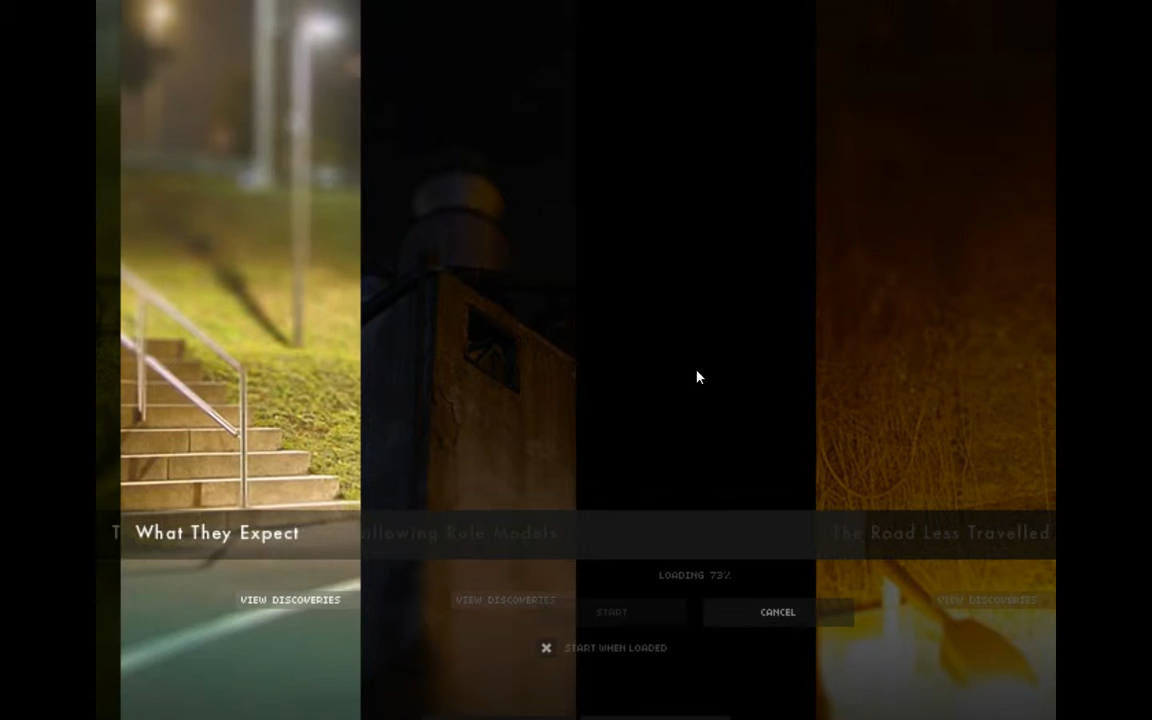 T
What They Expect
llowing Role Models
The Road Less Travelled
LOADING 73%
VIEW DISCOVERIES
VIEW DISCOVERIES
VIEW DISCOVERIES
START
CANCEL
START WHEN LOADED